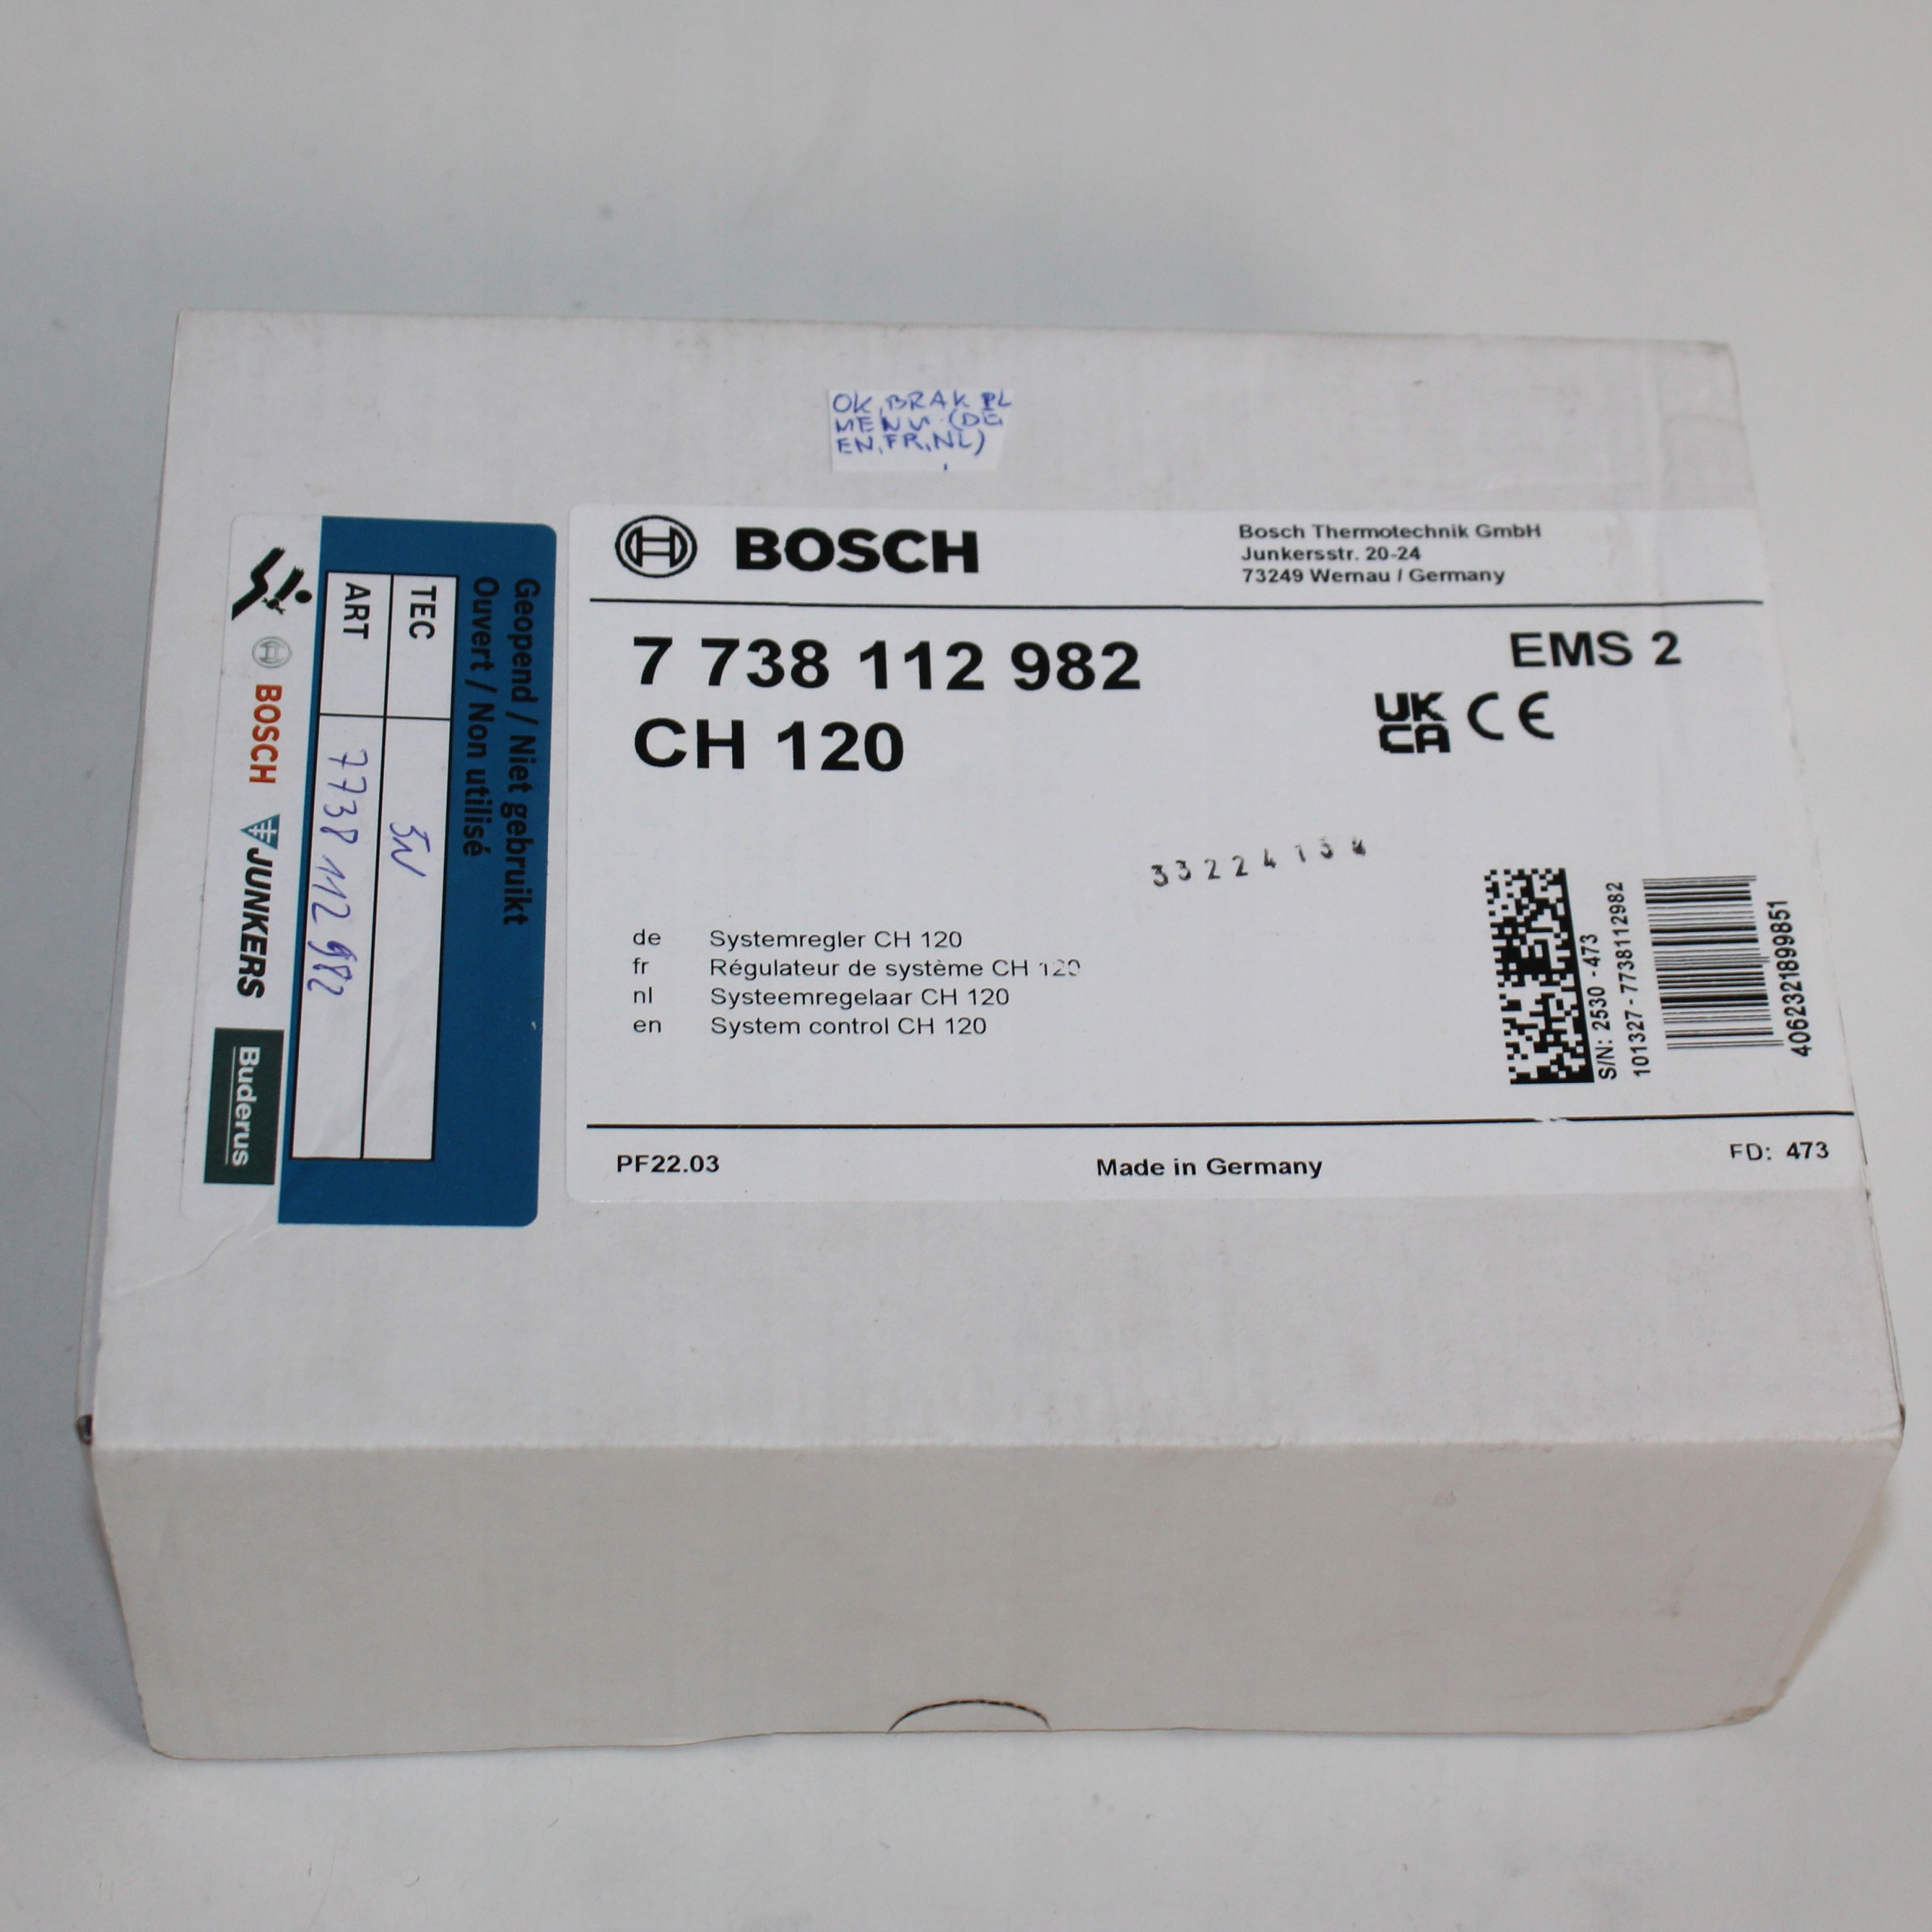 OK, BRAK PL
MENU (DE
EN, FR, NL)
BOSCH
Bosch Thermotechnik GmbH
Junkersstr. 20-24
73249 Wernau / Germany
7 738 112 982
CH 120
EMS 2
UK
CA CE
de Systemregler CH 120
fr Régulateur de système CH 120
nl Systeemregelaar CH 120
en System control CH 120
S/N: 2530 - 473
101327 - 7738112982
4062321899851
PF22.03
Made in Germany
FD: 473
Geopend / Niet gebruikt
Ouvert / Non utilisé
TEC
ART 7738 112 982
BOSCH
JUNKERS
Buderus